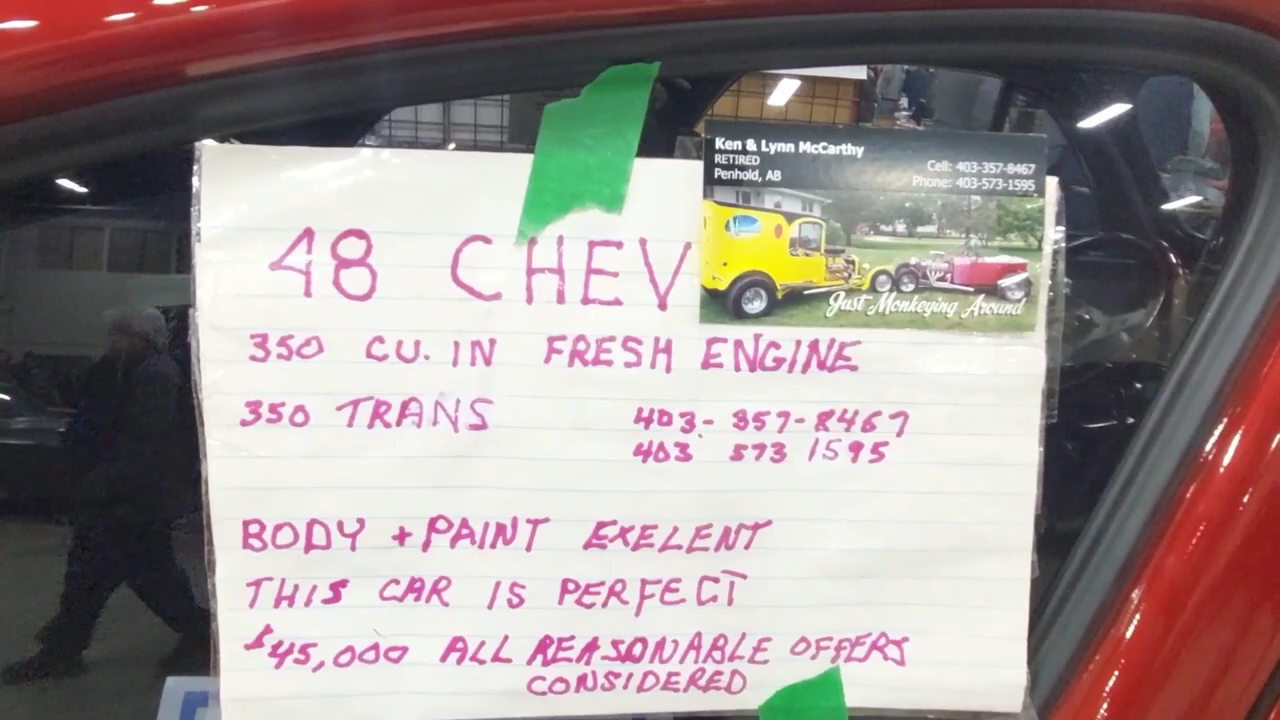 Ken & Lynn McCarthy
RETIRED
Penhold, AB
Cell: 403-357-8467
Phone: 403-573-1595
Just Monkeying Around
48 CHEV
350 CU. IN FRESH ENGINE
350 TRANS
403-357-8467
403 573 1595
BODY + PAINT EXELENT
THIS CAR IS PERFECT
$45,000 ALL REASONABLE OFFERS
CONSIDERED